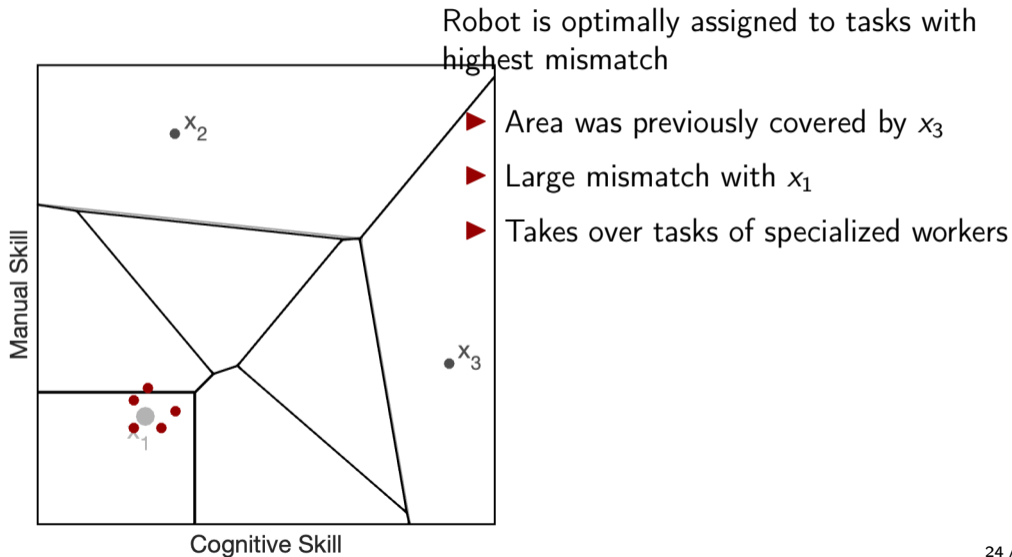 Robot is optimally assigned to tasks with
highest mismatch
▶ Area was previously covered by x₃
▶ Large mismatch with x₁
▶ Takes over tasks of specialized workers
x₂
x₃
x₁
Manual Skill
Cognitive Skill
24 /